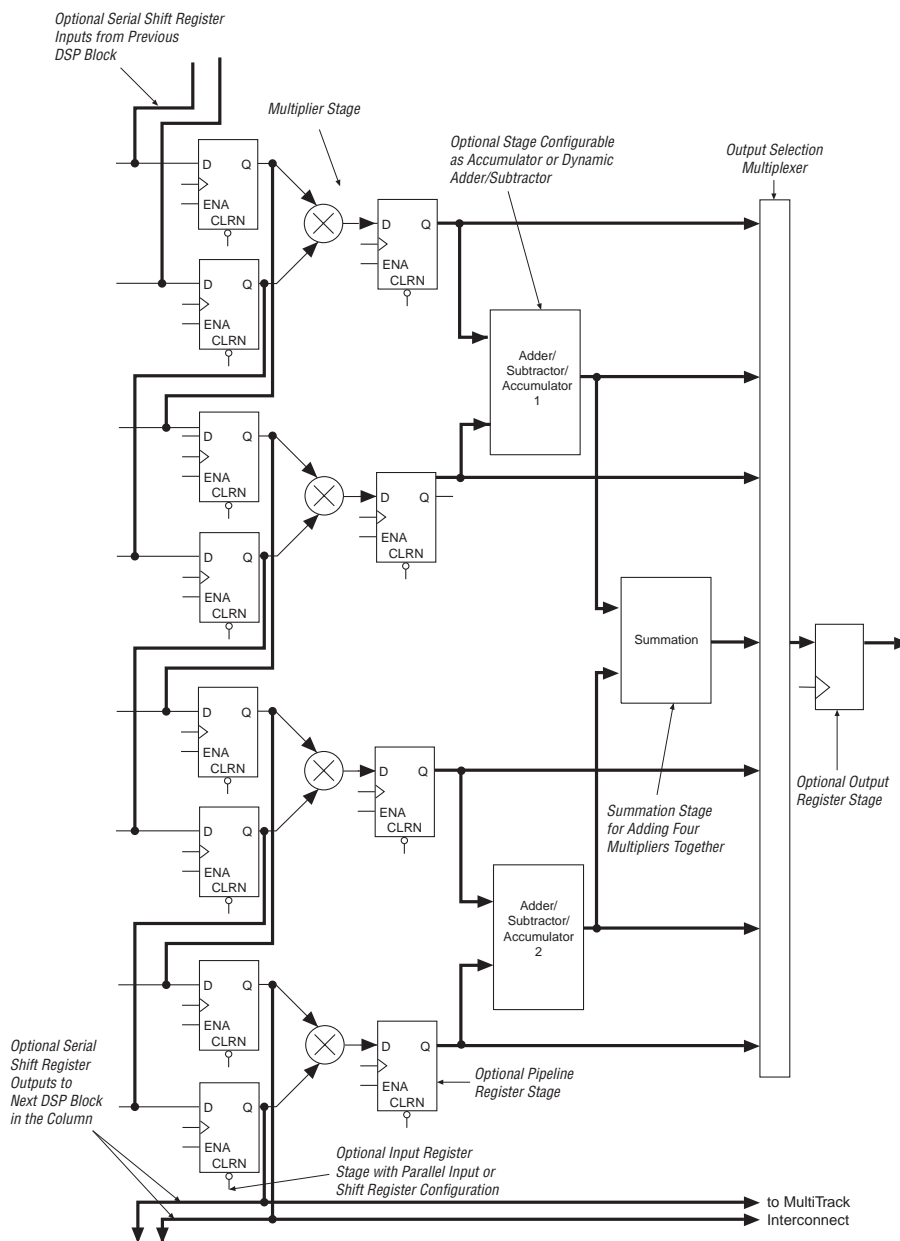 Optional Serial Shift Register
Inputs from Previous
DSP Block
Multiplier Stage
Optional Stage Configurable
as Accumulator or Dynamic
Adder/Subtractor
Output Selection
Multiplexer
D Q
ENA
CLRN
D Q
ENA
CLRN
D Q
ENA
CLRN
Adder/
Subtractor/
Accumulator
1
D Q
ENA
CLRN
D Q
ENA
CLRN
D Q
ENA
CLRN
Summation
Summation Stage
for Adding Four
Multipliers Together
Optional Output
Register Stage
D Q
ENA
CLRN
D Q
ENA
CLRN
D Q
ENA
CLRN
Adder/
Subtractor/
Accumulator
2
D Q
ENA
CLRN
D Q
ENA
CLRN
D Q
ENA
CLRN
Optional Serial
Shift Register
Outputs to
Next DSP Block
in the Column
Optional Pipeline
Register Stage
Optional Input Register
Stage with Parallel Input or
Shift Register Configuration
to MultiTrack
Interconnect